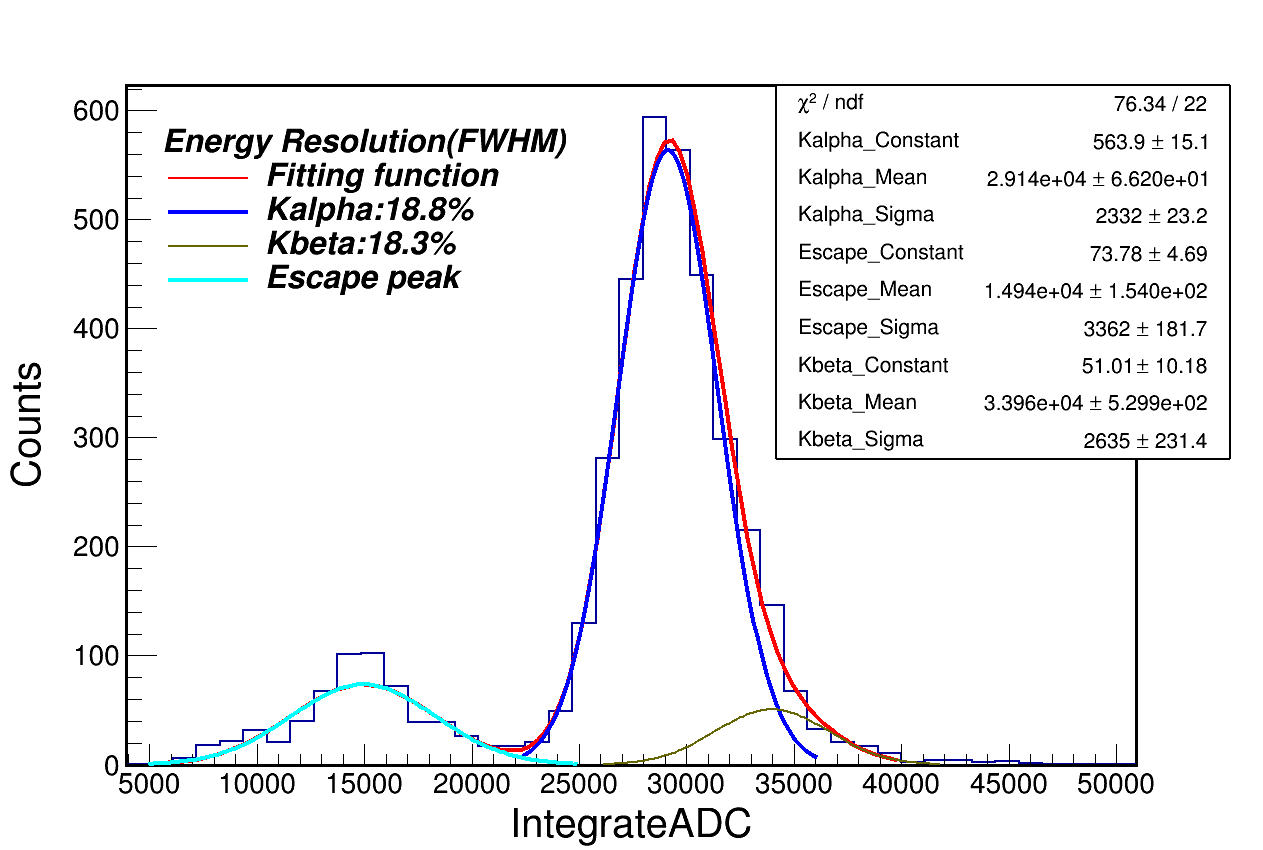 Energy Resolution(FWHM)
Fitting function
Kalpha:18.8%
Kbeta:18.3%
Escape peak
χ² / ndf 76.34 / 22
Kalpha_Constant 563.9 ± 15.1
Kalpha_Mean 2.914e+04 ± 6.620e+01
Kalpha_Sigma 2332 ± 23.2
Escape_Constant 73.78 ± 4.69
Escape_Mean 1.494e+04 ± 1.540e+02
Escape_Sigma 3362 ± 181.7
Kbeta_Constant 51.01 ± 10.18
Kbeta_Mean 3.396e+04 ± 5.299e+02
Kbeta_Sigma 2635 ± 231.4
Counts
600
500
400
300
200
100
0
5000 10000 15000 20000 25000 30000 35000 40000 45000 50000
IntegrateADC